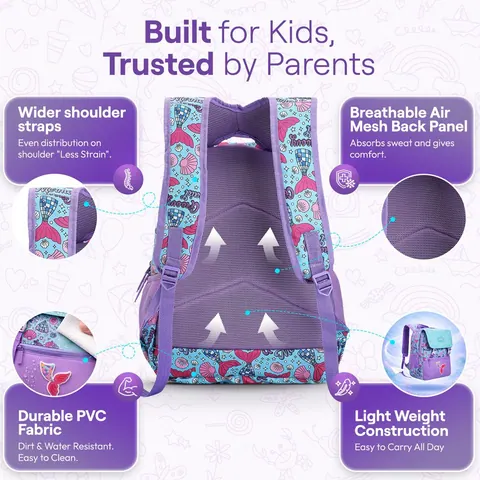 Built for Kids,
Trusted by Parents
Wider shoulder
straps
Even distribution on
shoulder "Less Strain".
Breathable Air
Mesh Back Panel
Absorbs sweat and gives
comfort.
Durable PVC
Fabric
Dirt & Water Resistant.
Easy to Clean.
Light Weight
Construction
Easy to Carry All Day